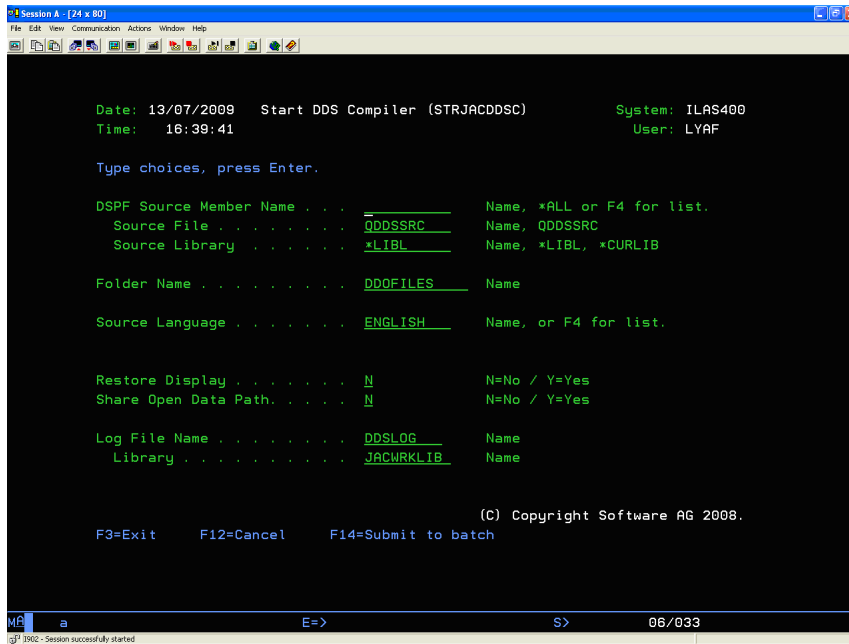 Session A - [24 x 80]
File Edit View Communication Actions Window Help
Date: 13/07/2009 Start DDS Compiler (STRJACDDSC) System: ILAS400
Time: 16:39:41 User: LYAF
Type choices, press Enter.
DSPF Source Member Name . . . Name, *ALL or F4 for list.
Source File . . . . . . . . QDDSSRC Name, QDDSSRC
Source Library . . . . . . *LIBL Name, *LIBL, *CURLIB
Folder Name . . . . . . . . . DDOFILES Name
Source Language . . . . . . . ENGLISH Name, or F4 for list.
Restore Display . . . . . . . N N=No / Y=Yes
Share Open Data Path. . . . . N N=No / Y=Yes
Log File Name . . . . . . . . DDSLOG Name
Library . . . . . . . . . . JACWRKLIB Name
(C) Copyright Software AG 2008.
F3=Exit F12=Cancel F14=Submit to batch
MA a E=> S> 06/033
I902 - Session successfully started